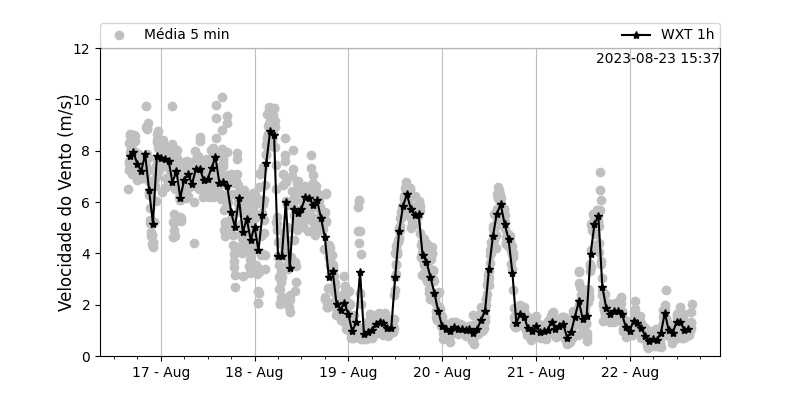 Média 5 min
WXT 1h
2023-08-23 15:37
Velocidade do Vento (m/s)
12
10
8
6
4
2
0
17 - Aug
18 - Aug
19 - Aug
20 - Aug
21 - Aug
22 - Aug